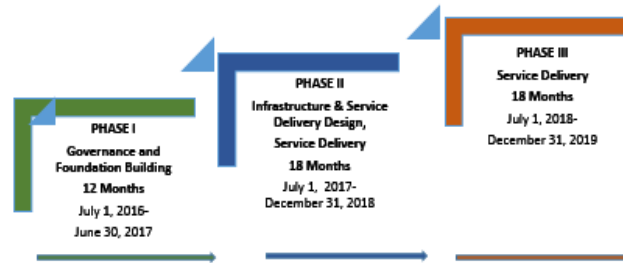 PHASE I
Governance and
Foundation Building
12 Months
July 1, 2016-
June 30, 2017
PHASE II
Infrastructure & Service
Delivery Design,
Service Delivery
18 Months
July 1, 2017-
December 31, 2018
PHASE III
Service Delivery
18 Months
July 1, 2018-
December 31, 2019